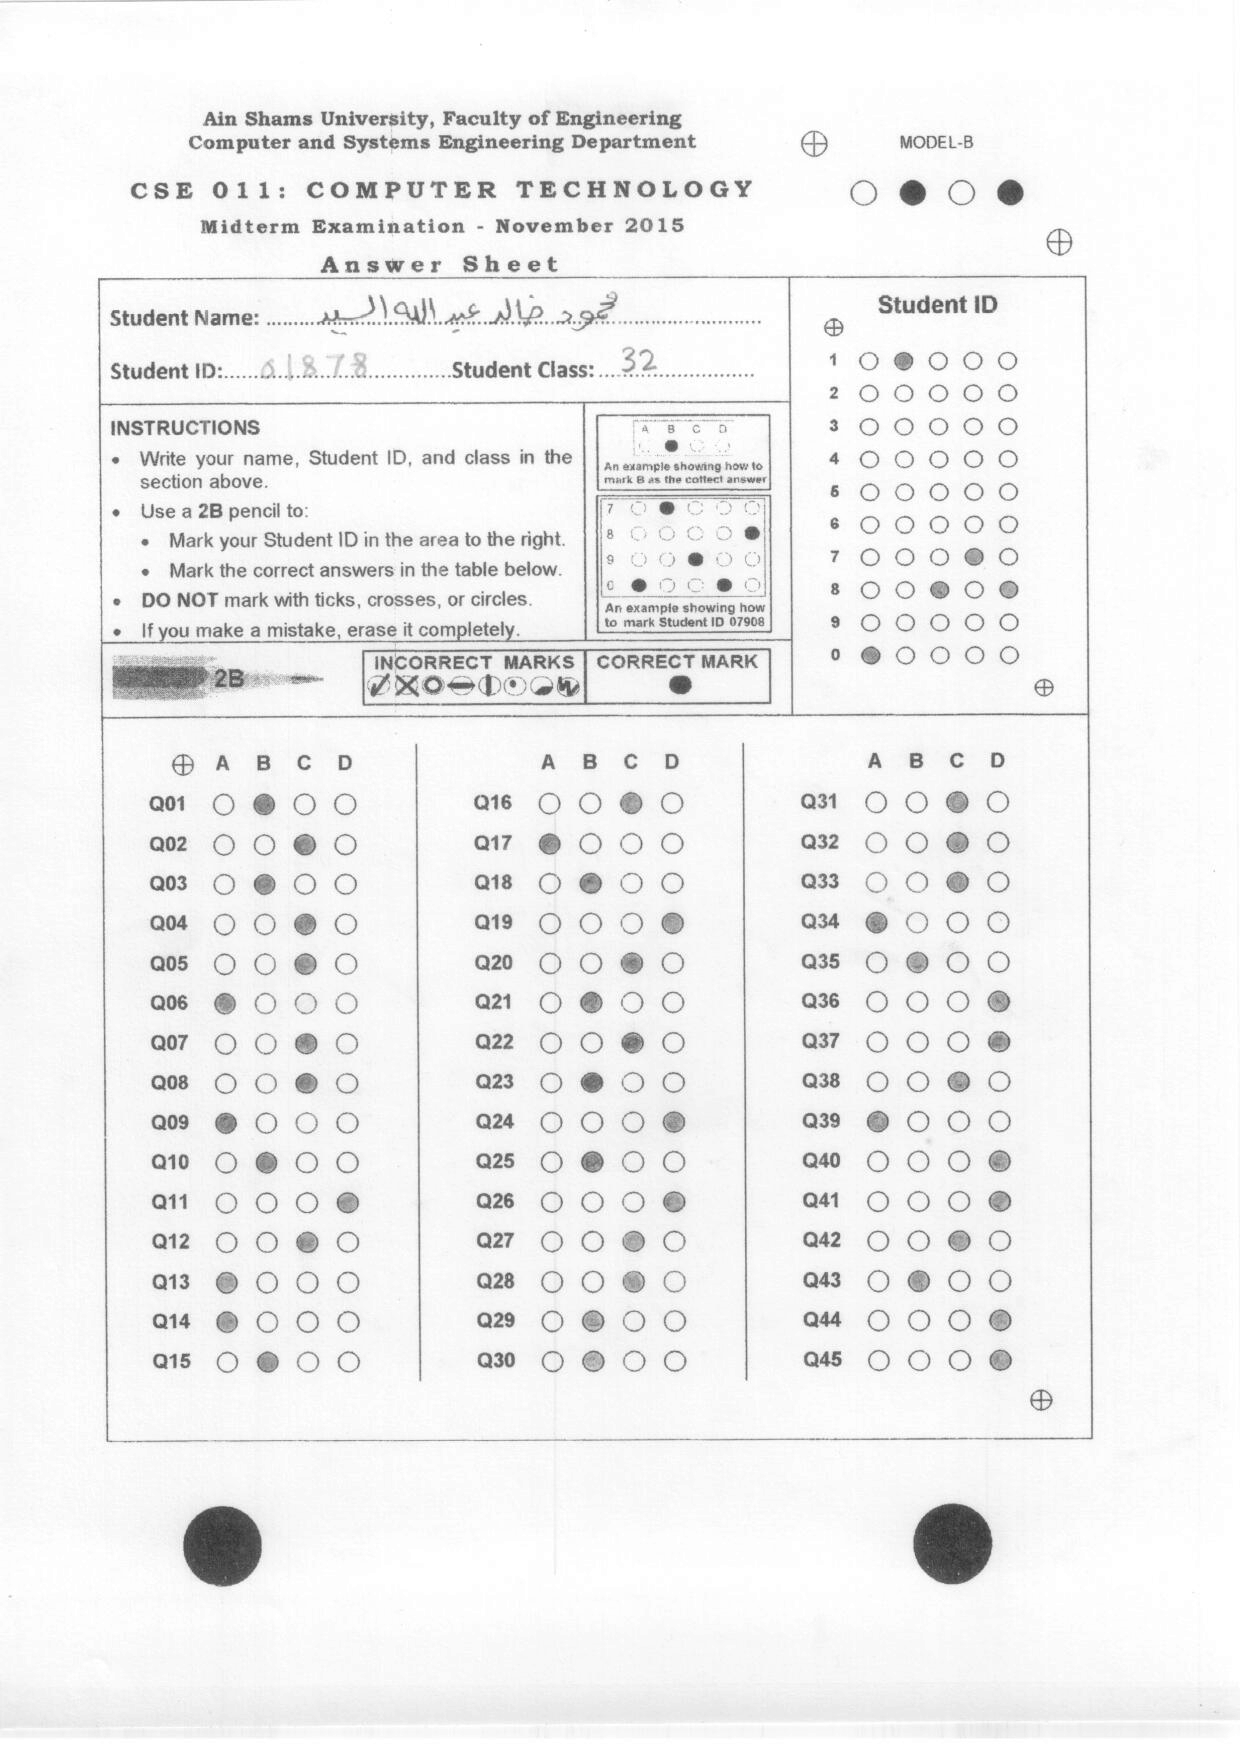 Ain Shams University, Faculty of Engineering
Computer and Systems Engineering Department
MODEL-B
CSE 011: COMPUTER TECHNOLOGY
Midterm Examination - November 2015
Answer Sheet
Student Name: محمود خالد عبد الله السيد
Student ID: 01878 Student Class: 32
INSTRUCTIONS
• Write your name, Student ID, and class in the
section above.
• Use a 2B pencil to:
• Mark your Student ID in the area to the right.
• Mark the correct answers in the table below.
• DO NOT mark with ticks, crosses, or circles.
• If you make a mistake, erase it completely.
A B C D
An example showing how to
mark B as the correct answer
7
8
9
0
An example showing how
to mark Student ID 07908
2B
INCORRECT MARKS
CORRECT MARK
Student ID
1
2
3
4
5
6
7
8
9
0
A B C D
Q01
Q02
Q03
Q04
Q05
Q06
Q07
Q08
Q09
Q10
Q11
Q12
Q13
Q14
Q15
A B C D
Q16
Q17
Q18
Q19
Q20
Q21
Q22
Q23
Q24
Q25
Q26
Q27
Q28
Q29
Q30
A B C D
Q31
Q32
Q33
Q34
Q35
Q36
Q37
Q38
Q39
Q40
Q41
Q42
Q43
Q44
Q45